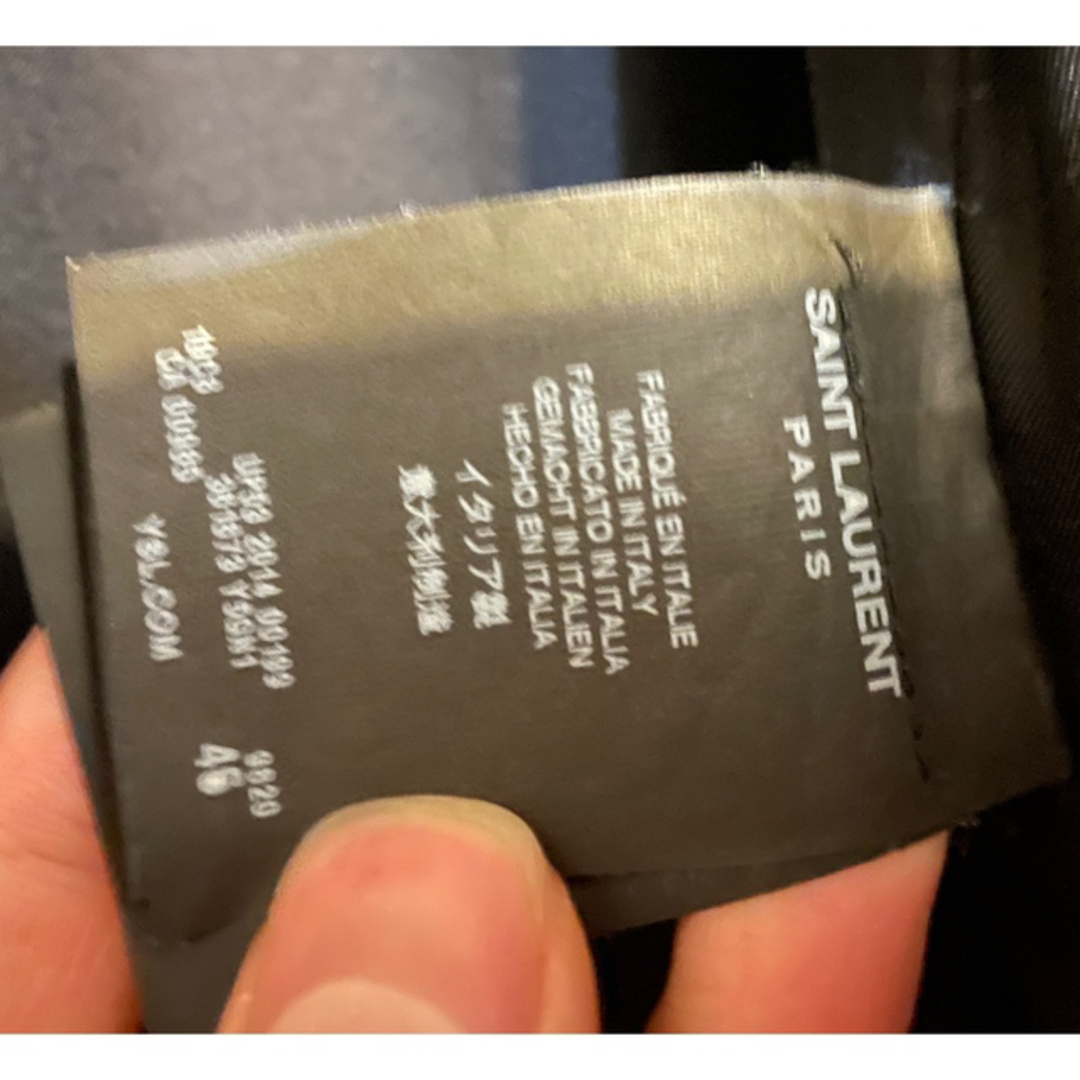 SAINT LAURENT
PARIS
FABRIQUÉ EN ITALIE
MADE IN ITALY
FABBRICATO IN ITALIA
GEMACHT IN ITALIEN
HECHO EN ITALIA
イタリア製
意大利制造
9820
46
YSL.COM